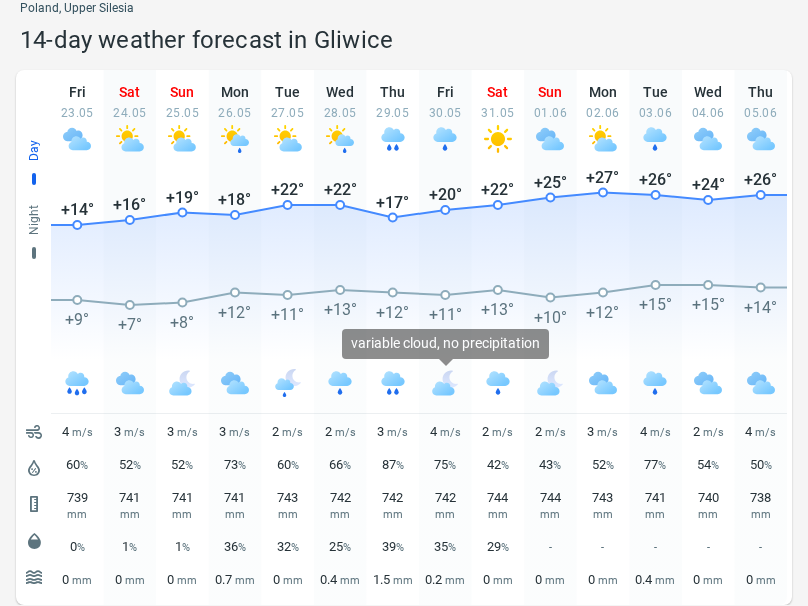 Poland, Upper Silesia
14-day weather forecast in Gliwice
Fri Sat Sun Mon Tue Wed Thu Fri Sat Sun Mon Tue Wed Thu
23.05 24.05 25.05 26.05 27.05 28.05 29.05 30.05 31.05 01.06 02.06 03.06 04.06 05.06
Day
+14° +16° +19° +18° +22° +22° +17° +20° +22° +25° +27° +26° +24° +26°
Night
+9° +7° +8° +12° +11° +13° +12° +11° +13° +10° +12° +15° +15° +14°
variable cloud, no precipitation
4 m/s 3 m/s 3 m/s 3 m/s 2 m/s 2 m/s 3 m/s 4 m/s 2 m/s 2 m/s 3 m/s 4 m/s 2 m/s 4 m/s
60% 52% 52% 73% 60% 66% 87% 75% 42% 43% 52% 77% 54% 50%
739 741 741 741 743 742 742 742 744 744 743 741 740 738
mm mm mm mm mm mm mm mm mm mm mm mm mm mm
0% 1% 1% 36% 32% 25% 39% 35% 29% - - - - -
0 mm 0 mm 0 mm 0.7 mm 0 mm 0.4 mm 1.5 mm 0.2 mm 0 mm 0 mm 0 mm 0.4 mm 0 mm 0 mm